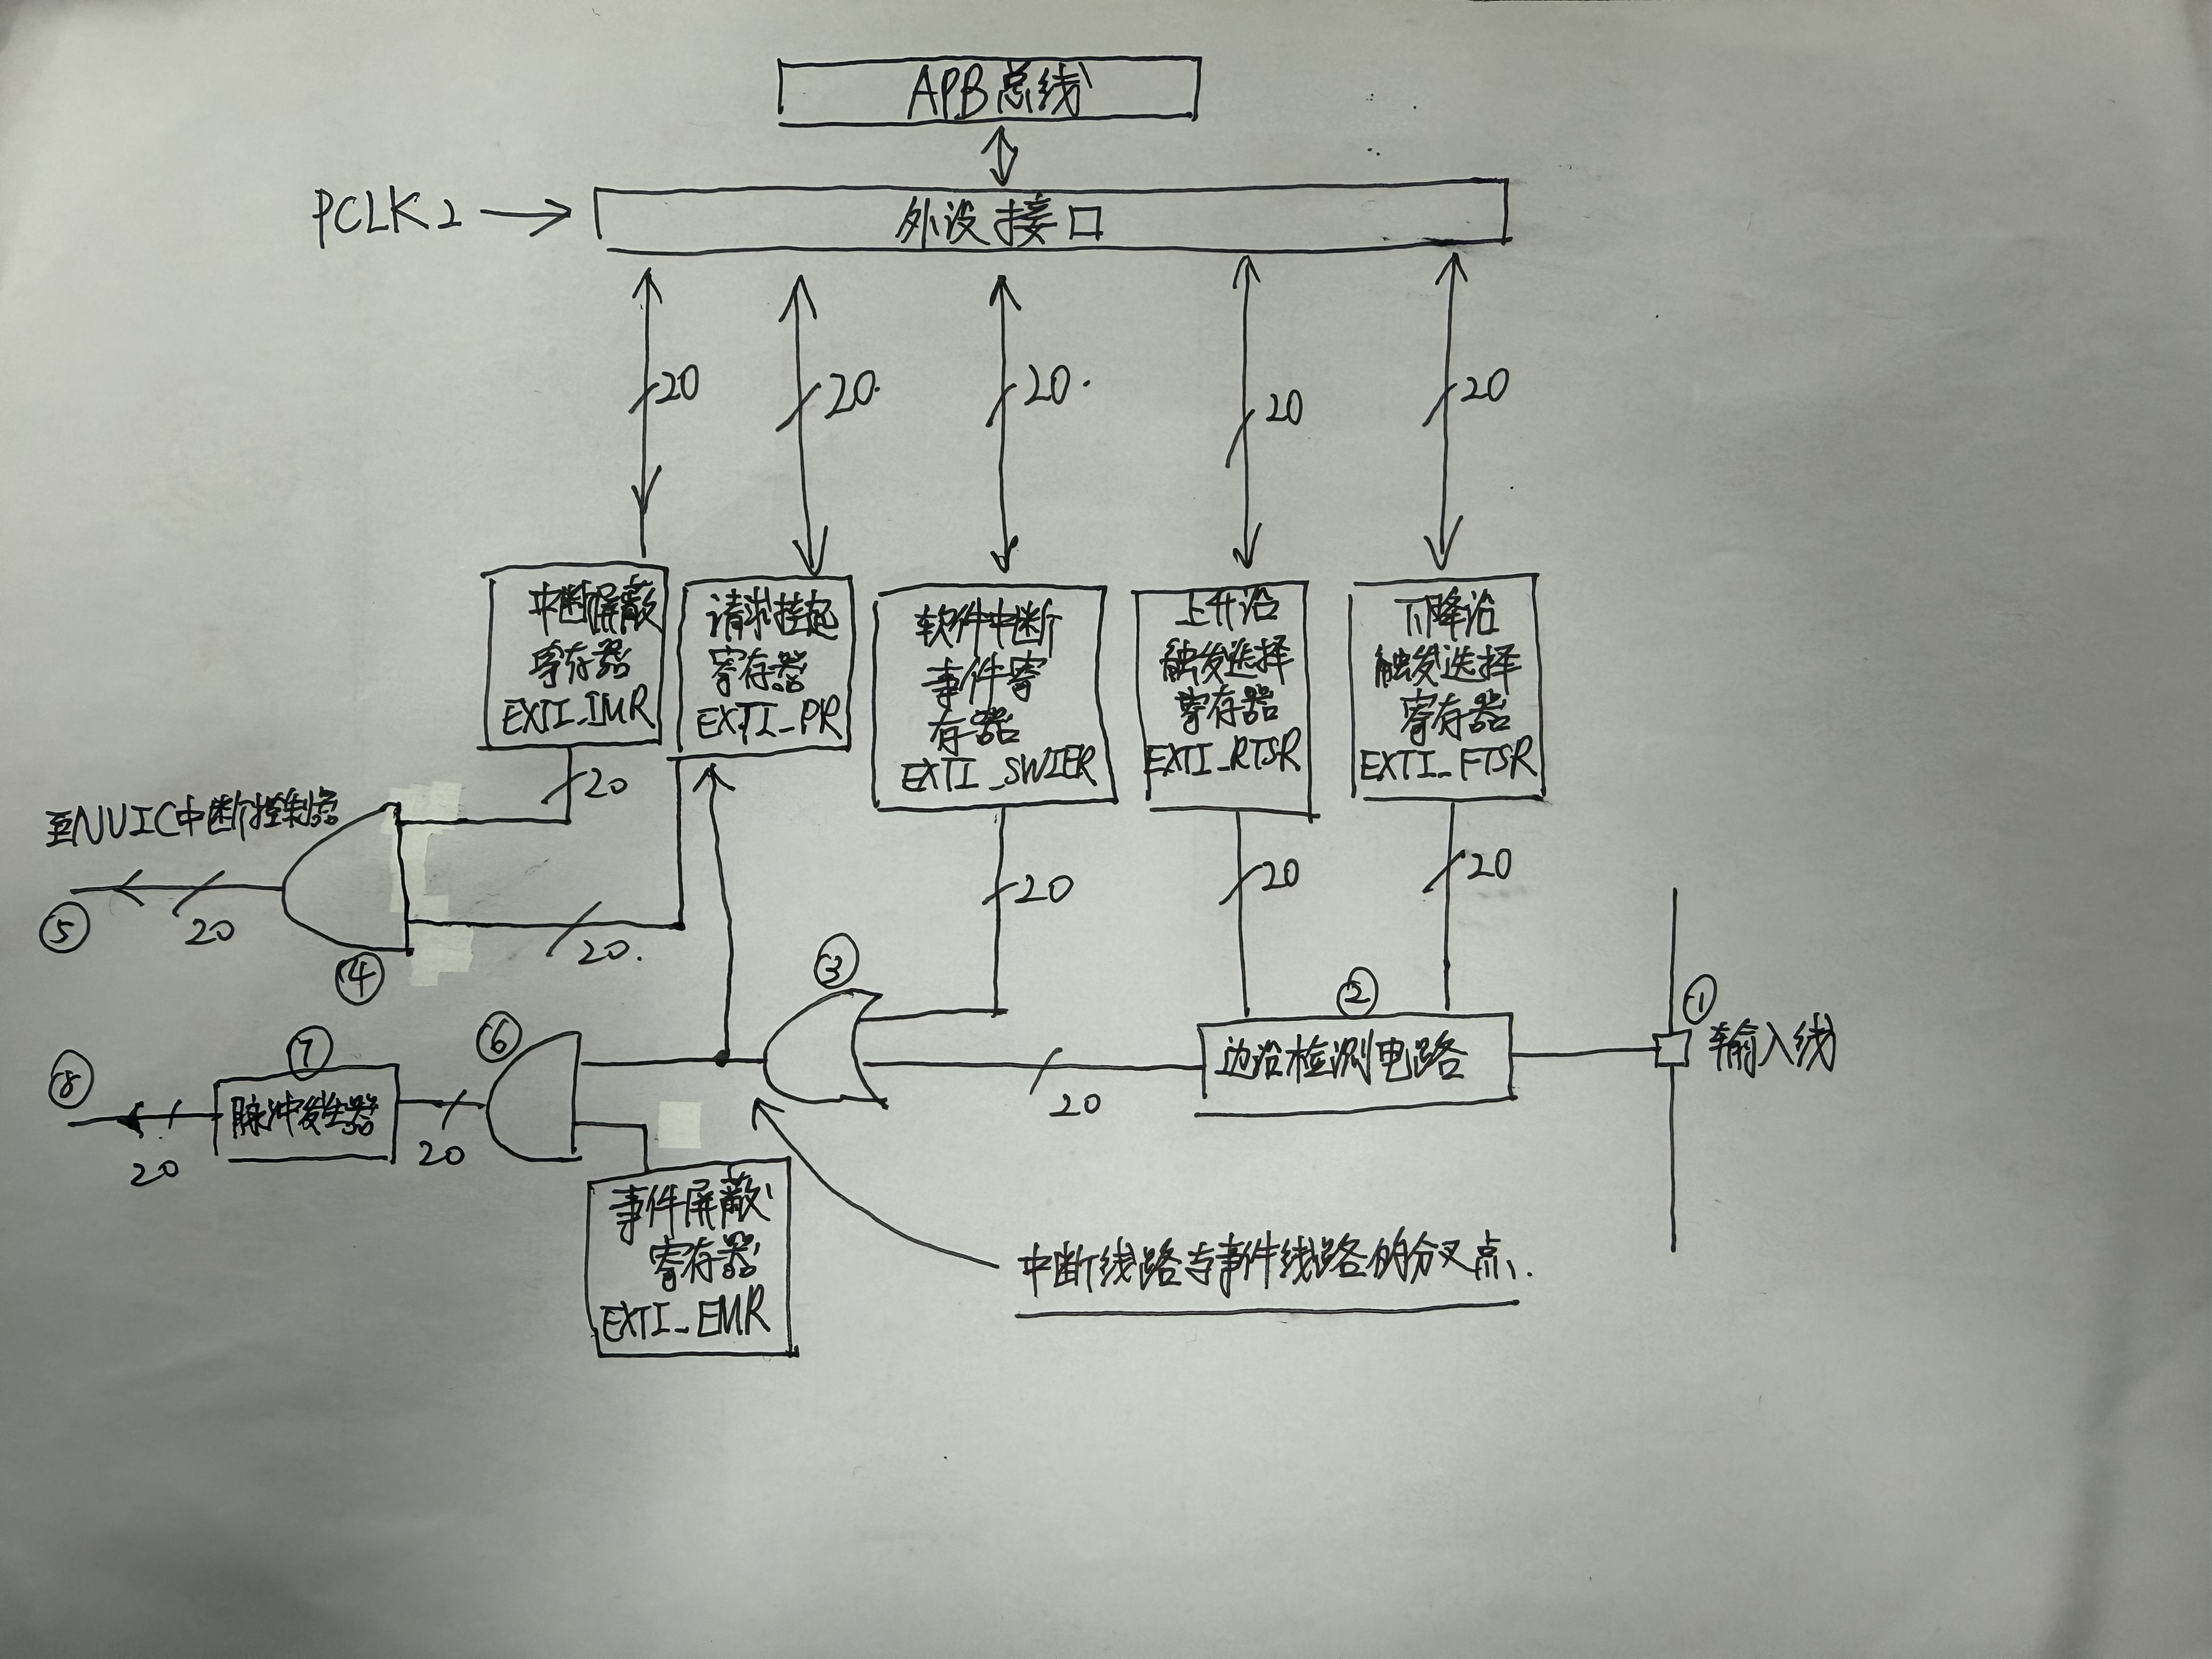 APB总线
PCLK2
外设接口
20
20.
20.
20
20
中断屏蔽
寄存器
EXTI_IMR
请求挂起
寄存器
EXTI_PR
软件中断
事件寄
存器
EXTI_SWIER
上升沿
触发选择
寄存器
EXTI_RTSR
下降沿
触发选择
寄存器
EXTI_FTSR
20
至NVIC中断控制器
20
20
20
⑤
20
20.
④
③
②
①
输入线
边沿检测电路
20
⑥
⑦
⑧
脉冲发生器
20
20
事件屏蔽
寄存器
EXTI_EMR
中断线路与事件线路的分叉点.